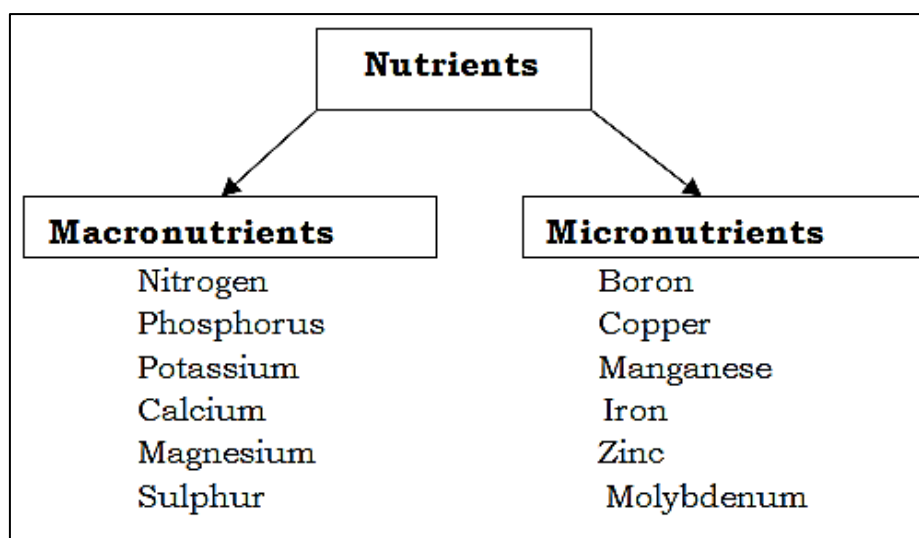 Nutrients
Macronutrients
Nitrogen
Phosphorus
Potassium
Calcium
Magnesium
Sulphur
Micronutrients
Boron
Copper
Manganese
Iron
Zinc
Molybdenum